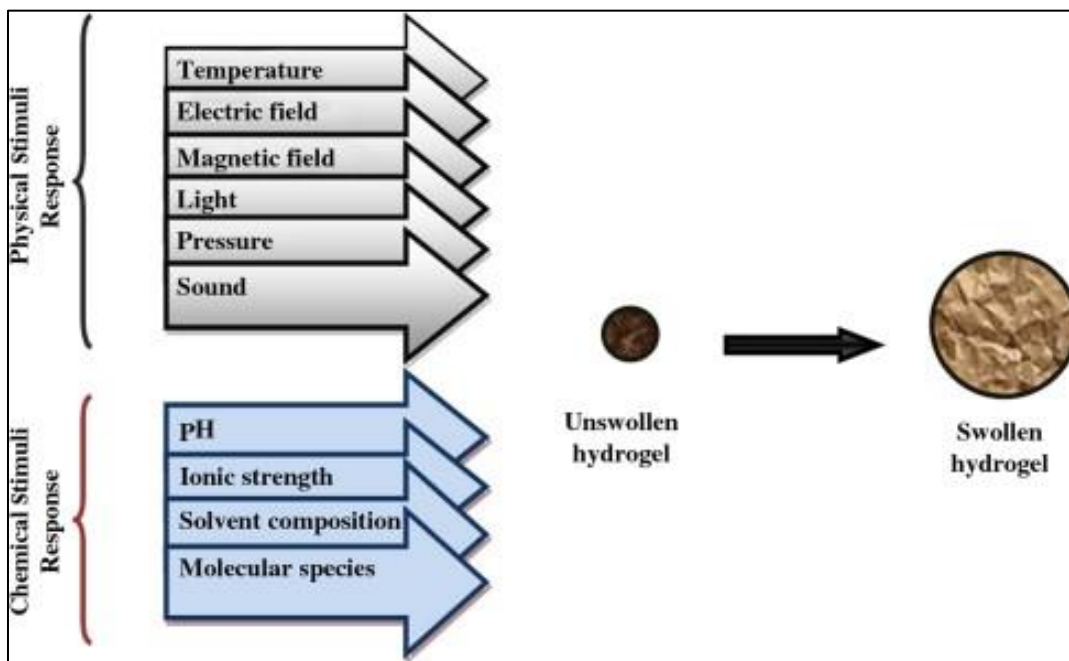 Physical Stimuli
Response
Temperature
Electric field
Magnetic field
Light
Pressure
Sound
Chemical Stimuli
Response
PH
Ionic strength
Solvent composition
Molecular species
Unswollen
hydrogel
Swollen
hydrogel